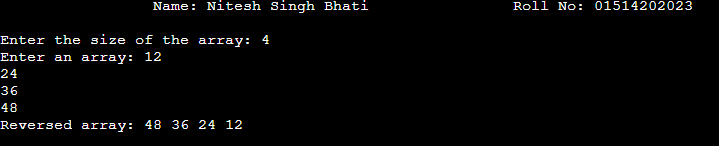 Name: Nitesh Singh Bhati Roll No: 01514202023
Enter the size of the array: 4
Enter an array: 12
24
36
48
Reversed array: 48 36 24 12